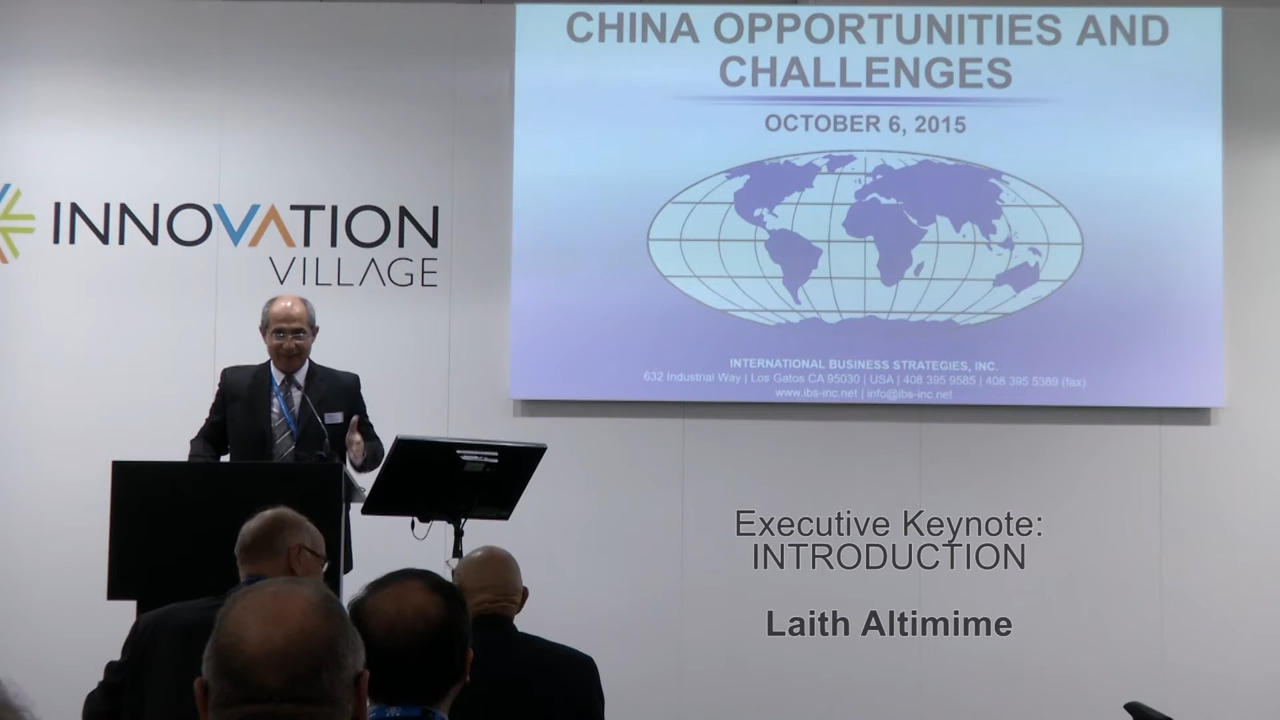 CHINA OPPORTUNITIES AND
CHALLENGES
OCTOBER 6, 2015
INNOVATION
VILLAGE
INTERNATIONAL BUSINESS STRATEGIES, INC.
632 Industrial Way | Los Gatos CA 95030 | USA | 408 395 9585 | 408 395 5389 (fax)
www.ibs-inc.net | info@ibs-inc.net
Executive Keynote:
INTRODUCTION
Laith Altimime